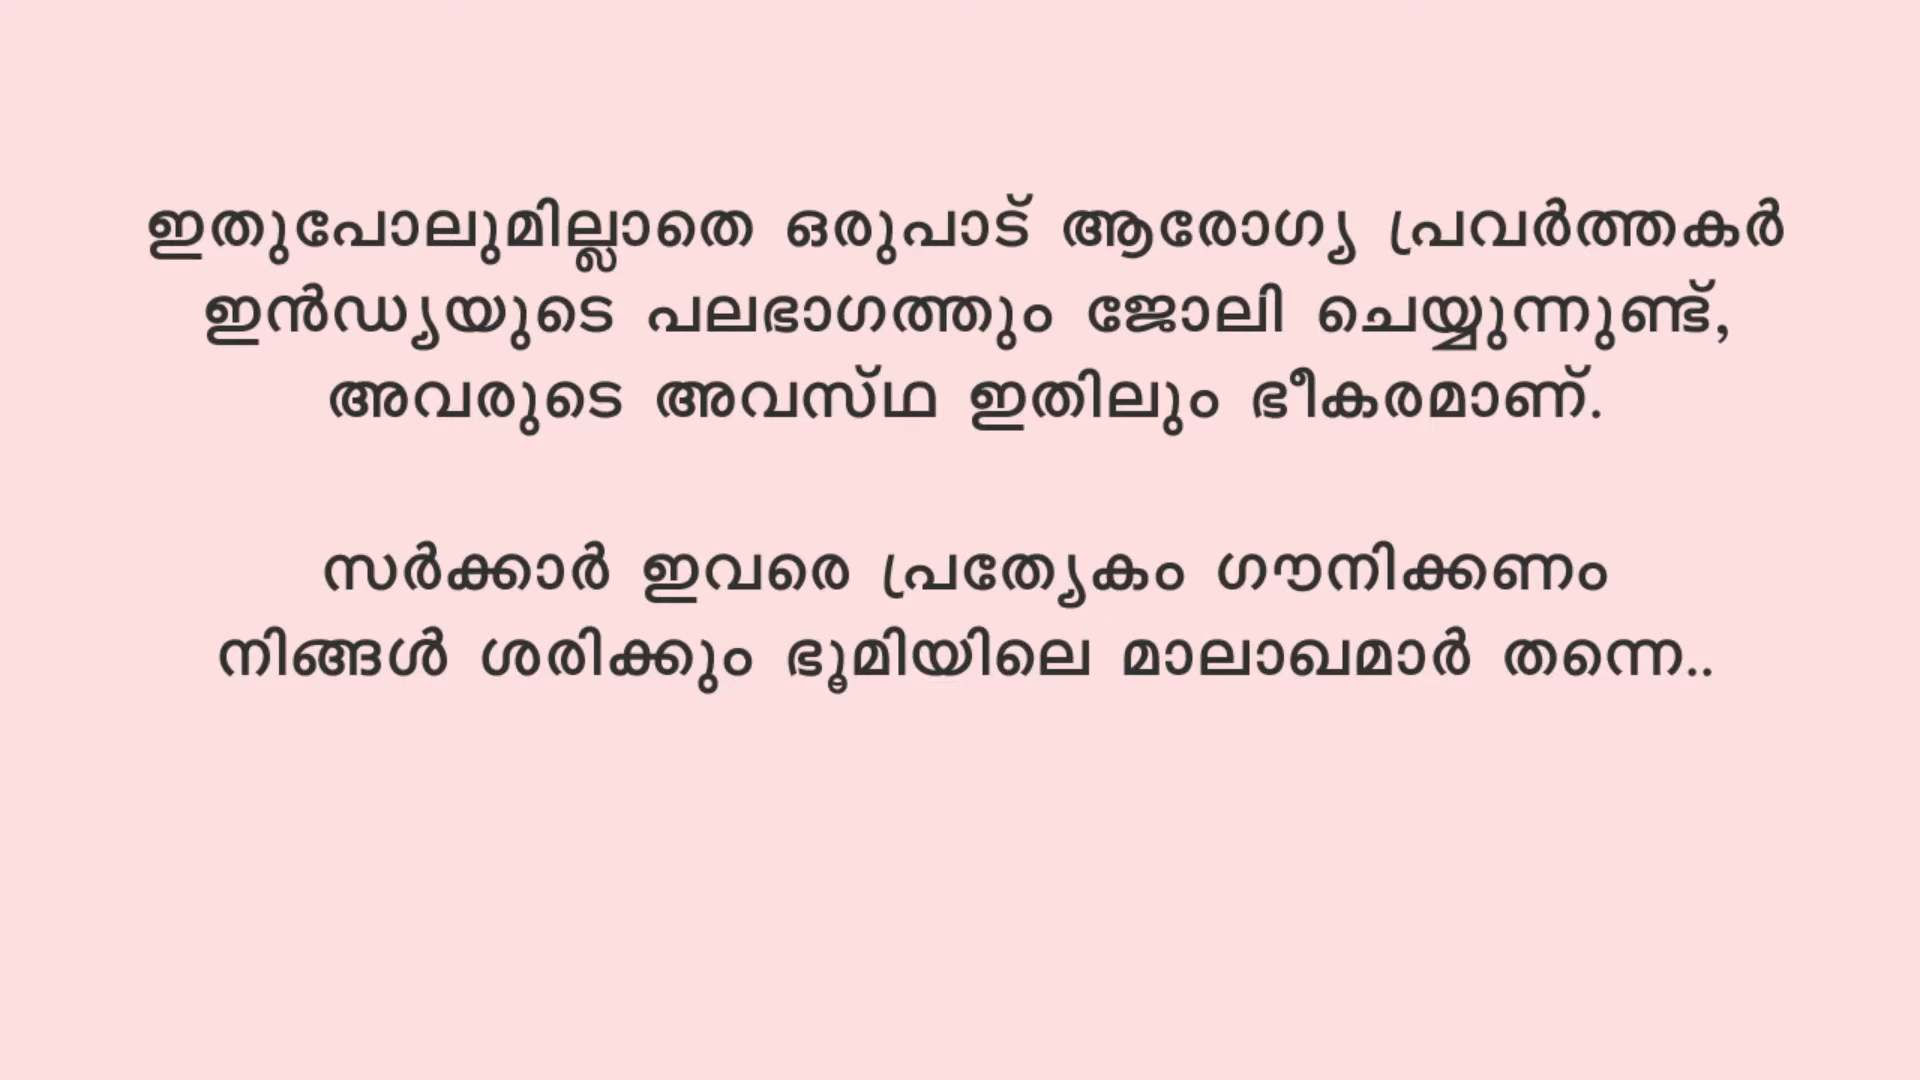 ഇതുപോലുമില്ലാതെ ഒരുപാട് ആരോഗ്യ പ്രവർത്തകർ
ഇൻഡ്യയുടെ പലഭാഗത്തും ജോലി ചെയ്യുന്നുണ്ട്,
അവരുടെ അവസ്ഥ ഇതിലും ഭീകരമാണ്.
സർക്കാർ ഇവരെ പ്രത്യേകം ഗൗനിക്കണം
നിങ്ങൾ ശരിക്കും ഭൂമിയിലെ മാലാഖമാർ തന്നെ..